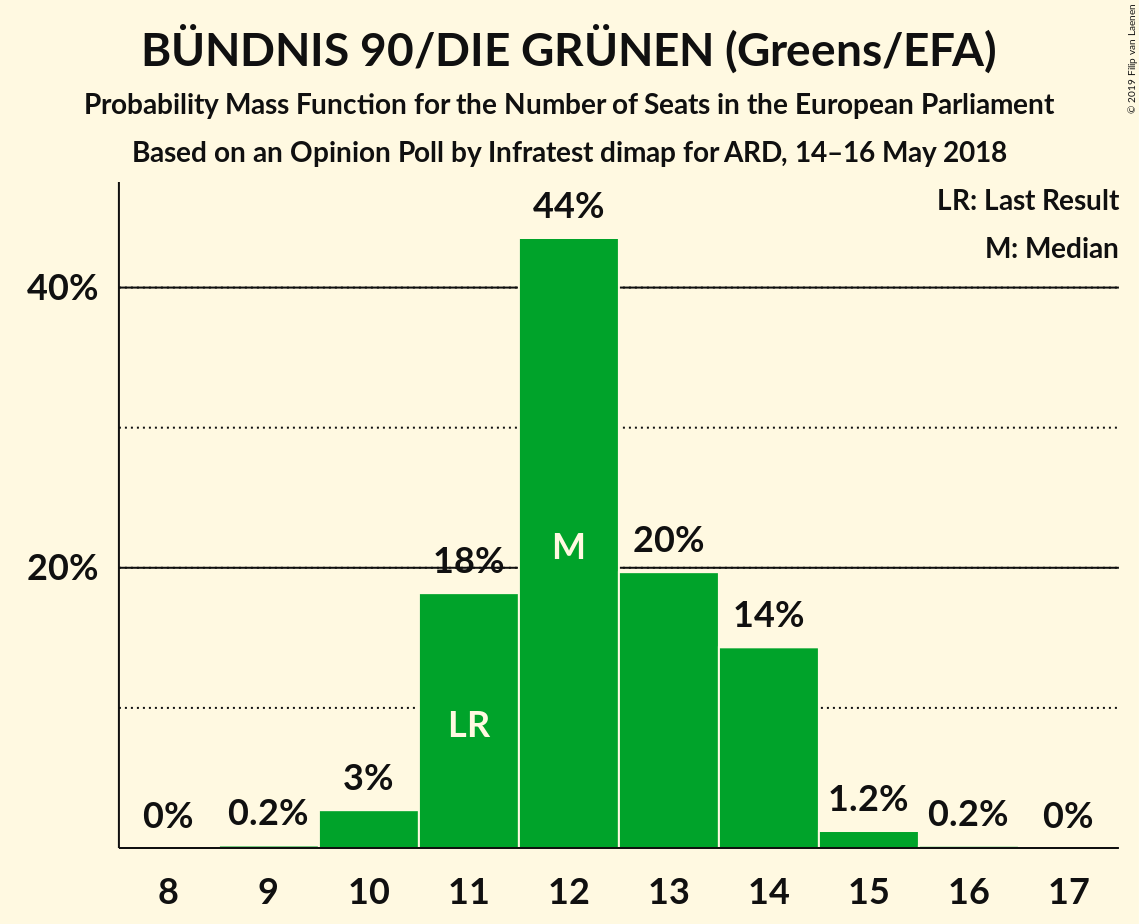 BÜNDNIS 90/DIE GRÜNEN (Greens/EFA)
Probability Mass Function for the Number of Seats in the European Parliament
Based on an Opinion Poll by Infratest dimap for ARD, 14–16 May 2018
© 2019 Filip van Laenen
LR: Last Result
M: Median
40%
20%
0%
0.2%
3%
18%
44%
20%
14%
1.2%
0.2%
0%
LR
M
8 9 10 11 12 13 14 15 16 17